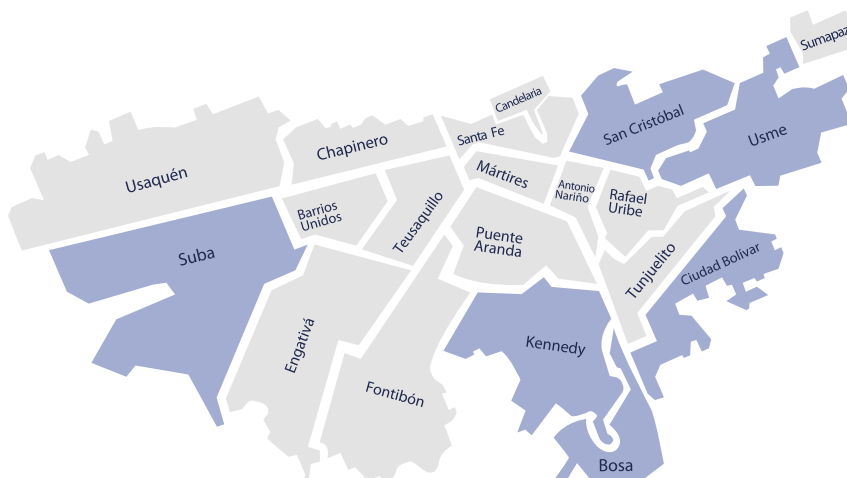 Sumapaz
Candelaria
San Cristóbal
Usme
Santa Fe
Chapinero
Usaquén
Mártires
Antonio
Nariño
Rafael
Uribe
Barrios
Unidos
Teusaquillo
Puente
Aranda
Suba
Tunjuelito
Ciudad Bolívar
Engativá
Kennedy
Fontibón
Bosa